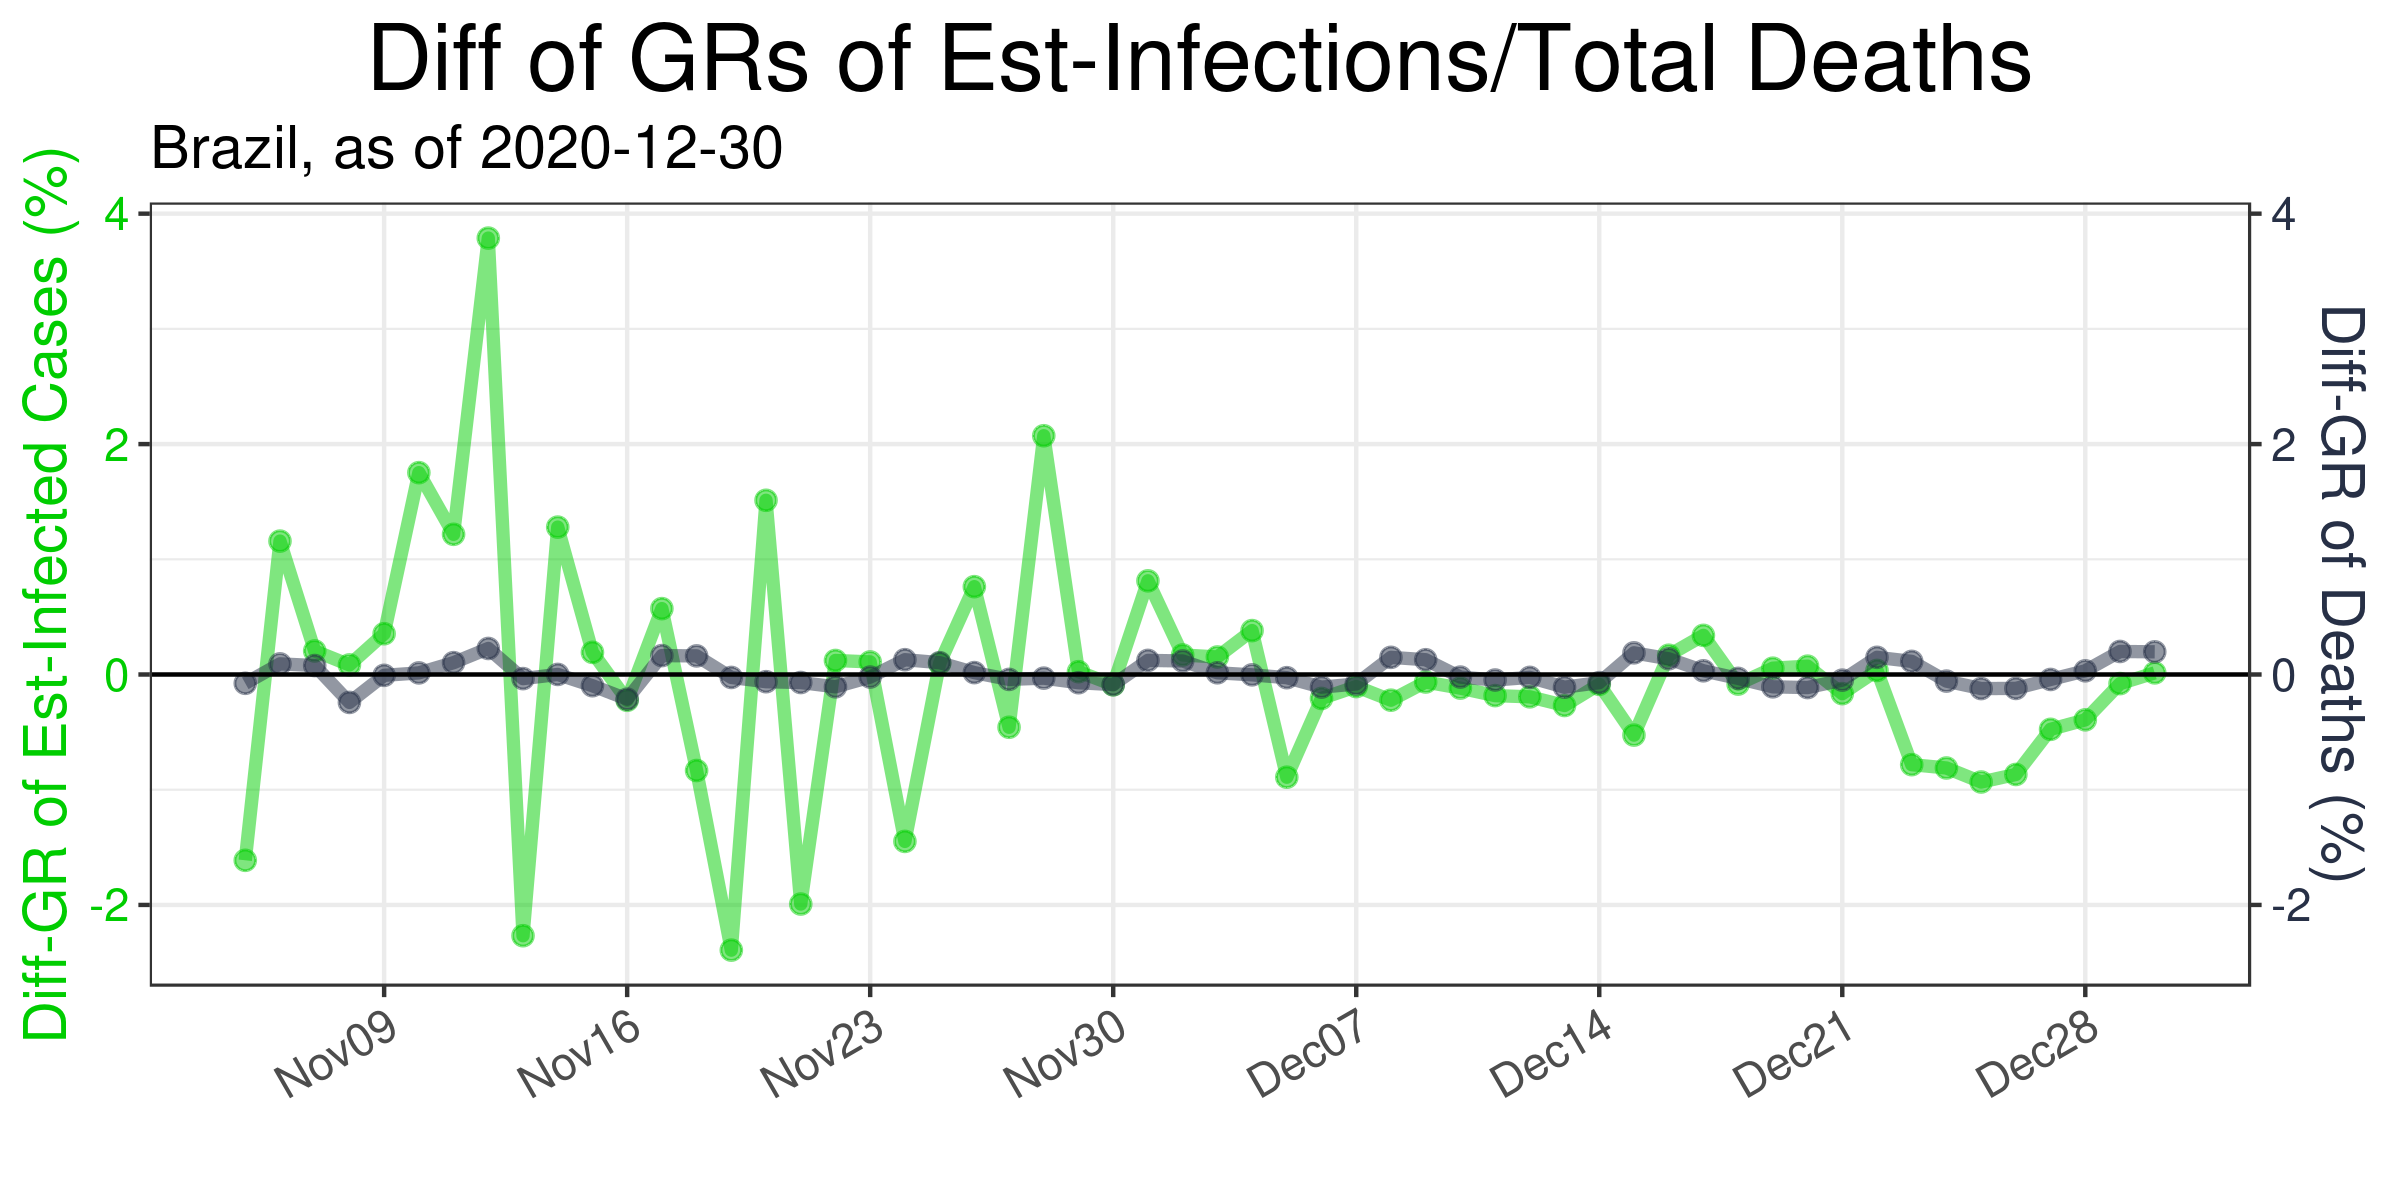 Diff of GRs of Est-Infections/Total Deaths
Brazil, as of 2020-12-30
Diff-GR of Est-Infected Cases (%)
4
2
0
-2
4
2
0
-2
Diff-GR of Deaths (%)
Nov09
Nov16
Nov23
Nov30
Dec07
Dec14
Dec21
Dec28